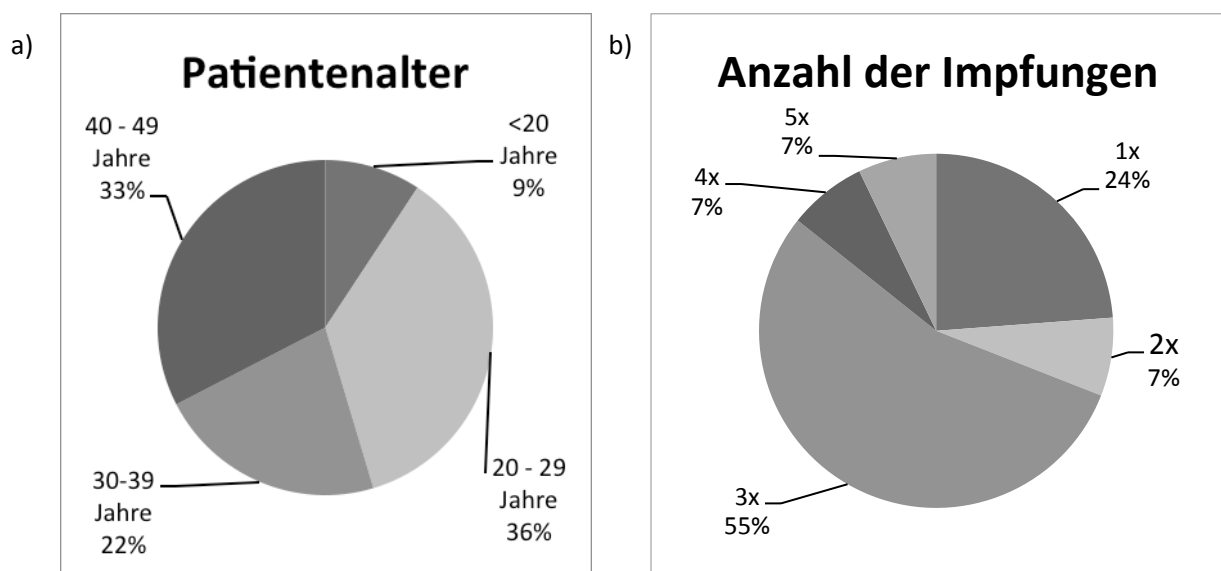 a)
Patientenalter
40 - 49
Jahre
33%
<20
Jahre
9%
30-39
Jahre
22%
20 - 29
Jahre
36%
b)
Anzahl der Impfungen
5x
7%
4x
7%
1x
24%
2x
7%
3x
55%